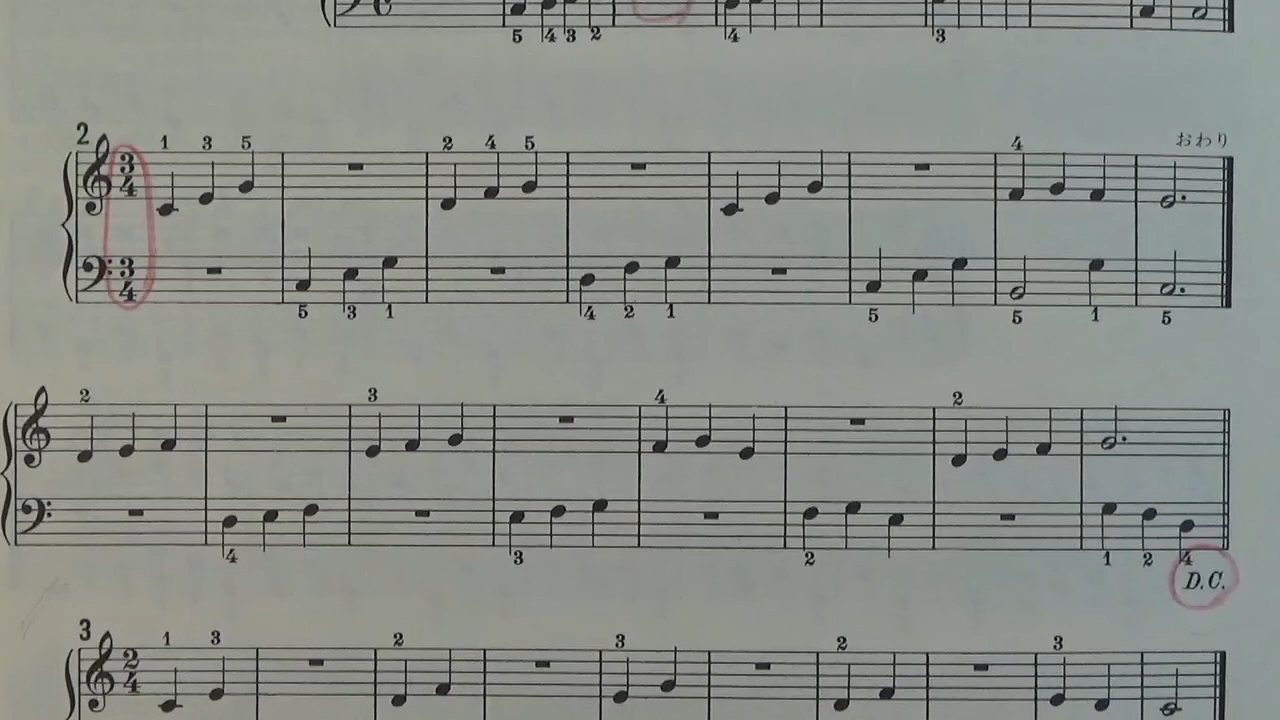 5 4 3 2 4 3
2
1 3 5 2 4 5 4 おわり
3 4
3 4
5 3 1 4 2 1 5 5 1 5
2 3 4 2
4 3 2 1 2 4
D.C.
3
1 3 2 3 2 3
2 4